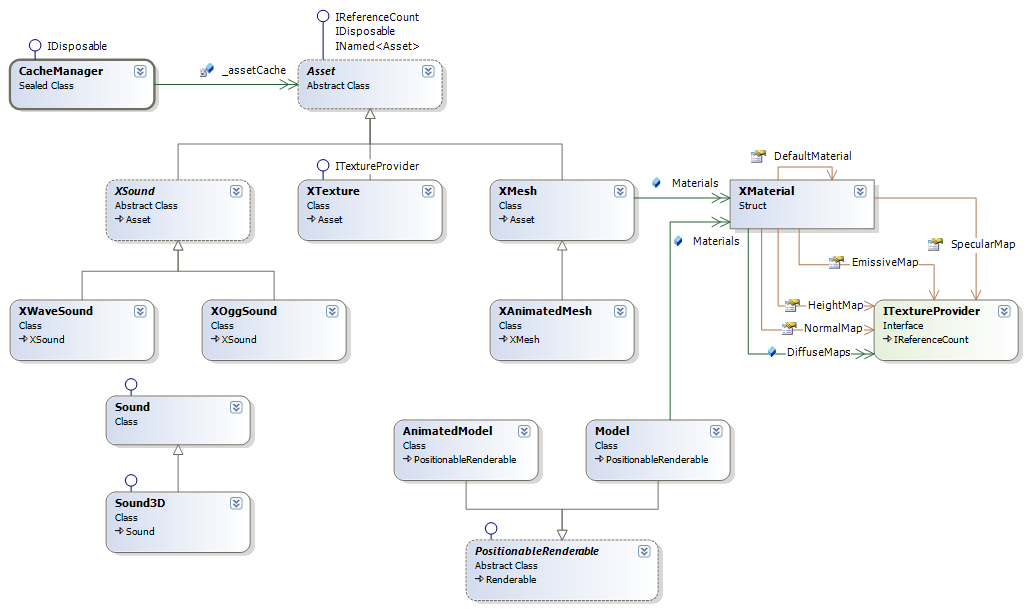 IReferenceCount
IDisposable
INamed<Asset>
IDisposable
CacheManager
Sealed Class
_assetCache
Asset
Abstract Class
XSound
Abstract Class
Asset
ITextureProvider
XTexture
Class
Asset
XMesh
Class
Asset
Materials
DefaultMaterial
XMaterial
Struct
Materials
SpecularMap
EmissiveMap
HeightMap
NormalMap
DiffuseMaps
ITextureProvider
Interface
IReferenceCount
XWaveSound
Class
XSound
XOggSound
Class
XSound
XAnimatedMesh
Class
XMesh
Sound
Class
AnimatedModel
Class
PositionableRenderable
Model
Class
PositionableRenderable
Sound3D
Class
Sound
PositionableRenderable
Abstract Class
Renderable